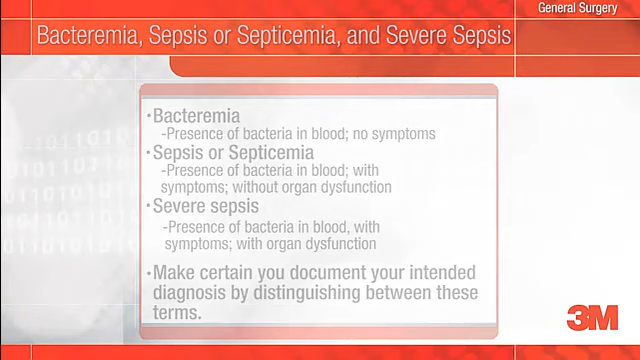 General Surgery
Bacteremia, Sepsis or Septicemia, and Severe Sepsis
·Bacteremia
-Presence of bacteria in blood; no symptoms
·Sepsis or Septicemia
-Presence of bacteria in blood; with
symptoms; without organ dysfunction
·Severe sepsis
-Presence of bacteria in blood, with
symptoms; with organ dysfunction
·Make certain you document your intended
diagnosis by distinguishing between these
terms.
3M